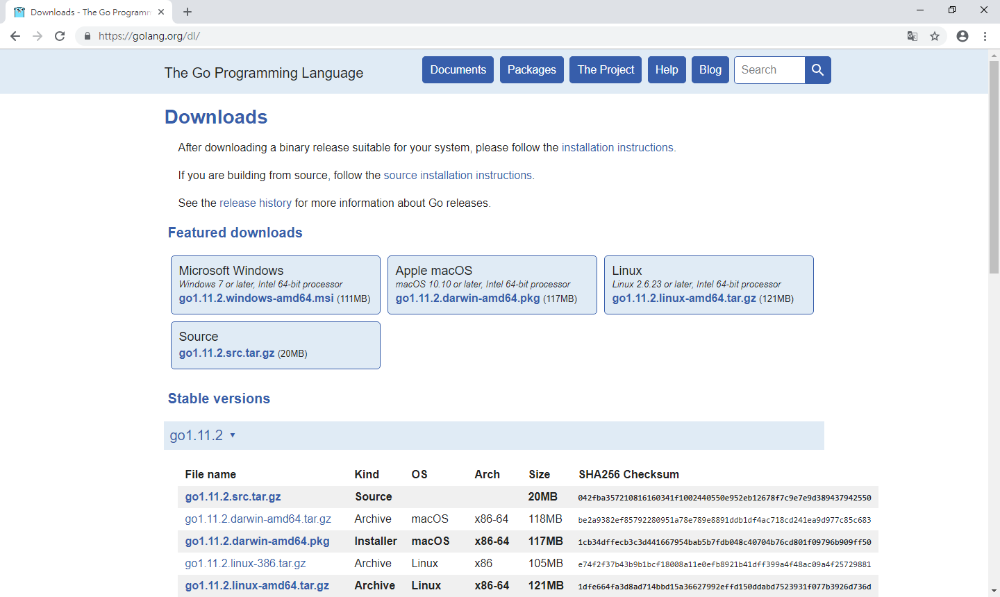 Downloads - The Go Programm
https://golang.org/dl/
The Go Programming Language
Documents
Packages
The Project
Help
Blog
Search
Downloads
After downloading a binary release suitable for your system, please follow the installation instructions.
If you are building from source, follow the source installation instructions.
See the release history for more information about Go releases.
Featured downloads
Microsoft Windows
Windows 7 or later, Intel 64-bit processor
go1.11.2.windows-amd64.msi (111MB)
Apple macOS
macOS 10.10 or later, Intel 64-bit processor
go1.11.2.darwin-amd64.pkg (117MB)
Linux
Linux 2.6.23 or later, Intel 64-bit processor
go1.11.2.linux-amd64.tar.gz (121MB)
Source
go1.11.2.src.tar.gz (20MB)
Stable versions
go1.11.2 ▾
File name Kind OS Arch Size SHA256 Checksum
go1.11.2.src.tar.gz Source 20MB 042fba357210816160341f1002440550e952eb12678f7c9e7e9d389437942550
go1.11.2.darwin-amd64.tar.gz Archive macOS x86-64 118MB be2a9382ef85792280951a78e789e8891ddb1df4ac718cd241ea9d977c85c683
go1.11.2.darwin-amd64.pkg Installer macOS x86-64 117MB 1cb34dffecb3c3d441667954bab5b7fdb048c40704b76cd801f09796b909ff50
go1.11.2.linux-386.tar.gz Archive Linux x86 105MB e74f2f37b43b9b1bcf18008a11e0efb8921b41dff399a4f48ac09a4f25729881
go1.11.2.linux-amd64.tar.gz Archive Linux x86-64 121MB 1dfe664fa3d8ad714bbd15a36627992effd150ddabd7523931f077b3926d736d